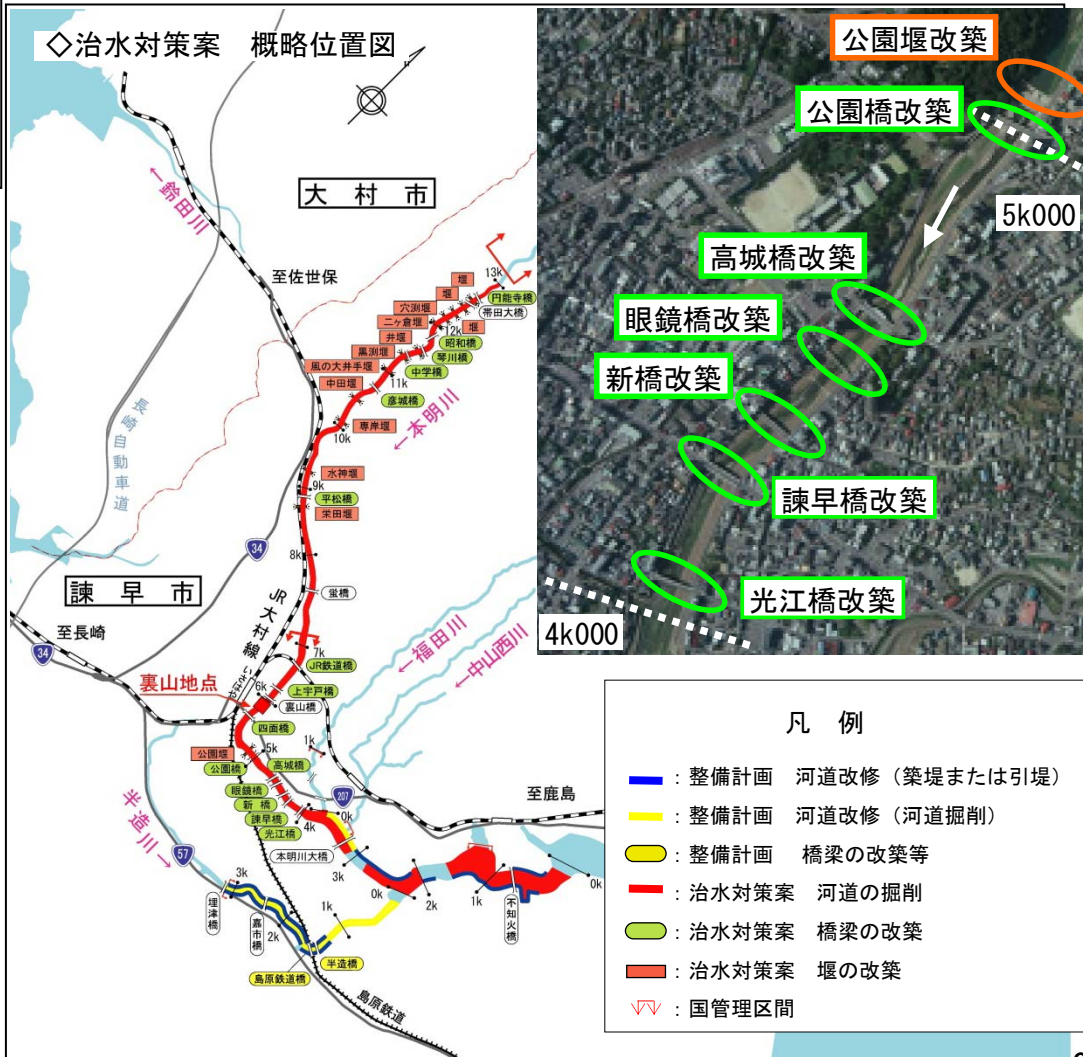 ◇治水対策案 概略位置図
大村市
←鈴田川
至佐世保
13k
円能寺橋
帯田大橋
堰
堰
穴渕堰
二ヶ倉堰
堰
12k
井堰
昭和橋
黒渕堰
琴川橋
風の大井手堰
中学橋
11k
中田堰
彦城橋
←本明川
専岸堰
10k
長崎自動車道
水神堰
9k
平松橋
栄田堰
34
8k
諫早市
JR大村線
蛍橋
至長崎
34
いさはや
7k
JR鉄道橋
←福田川
←中山西川
裏山地点
6k
上宇戸橋
裏山橋
四面橋
公園堰
5k
公園橋
高城橋
1k
眼鏡橋
新橋
諫早橋
光江橋
4k
0k
207
至鹿島
本明川大橋
半造川→
57
3k
0k
2k
1k
不知火橋
0k
3k
埋津橋
嘉市橋
2k
1k
半造橋
島原鉄道橋
島原鉄道
公園堰改築
公園橋改築
5k000
高城橋改築
眼鏡橋改築
新橋改築
諫早橋改築
光江橋改築
4k000
凡 例
:整備計画 河道改修(築堤または引堤)
:整備計画 河道改修(河道掘削)
:整備計画 橋梁の改築等
:治水対策案 河道の掘削
:治水対策案 橋梁の改築
:治水対策案 堰の改築
:国管理区間